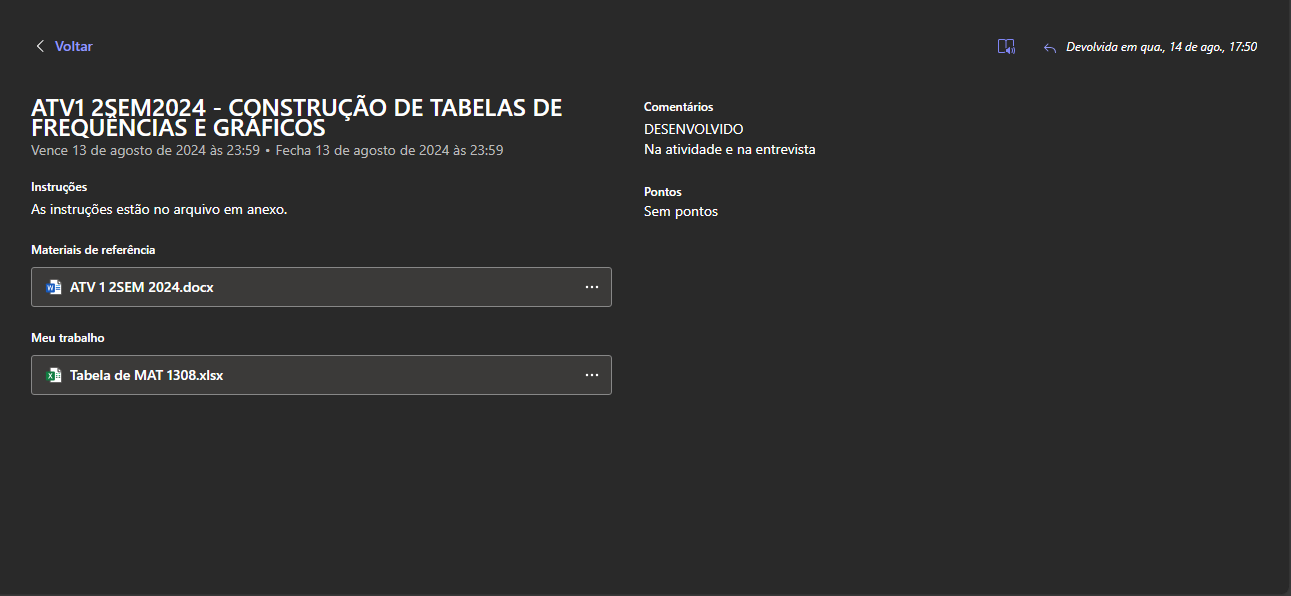 Voltar
Devolvida em qua., 14 de ago., 17:50
ATV1 2SEM2024 - CONSTRUÇÃO DE TABELAS DE
FREQUÊNCIAS E GRÁFICOS
Vence 13 de agosto de 2024 às 23:59 • Fecha 13 de agosto de 2024 às 23:59
Instruções
As instruções estão no arquivo em anexo.
Materiais de referência
ATV 1 2SEM 2024.docx
Meu trabalho
Tabela de MAT 1308.xlsx
Comentários
DESENVOLVIDO
Na atividade e na entrevista
Pontos
Sem pontos